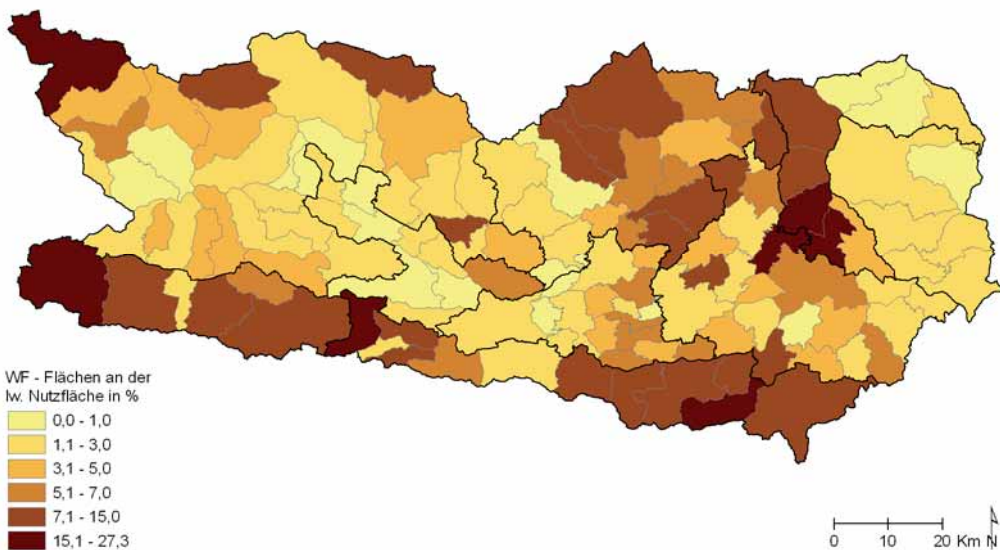 WF - Flächen an der
lw. Nutzfläche in %
0,0 - 1,0
1,1 - 3,0
3,1 - 5,0
5,1 - 7,0
7,1 - 15,0
15,1 - 27,3
0 10 20 Km N